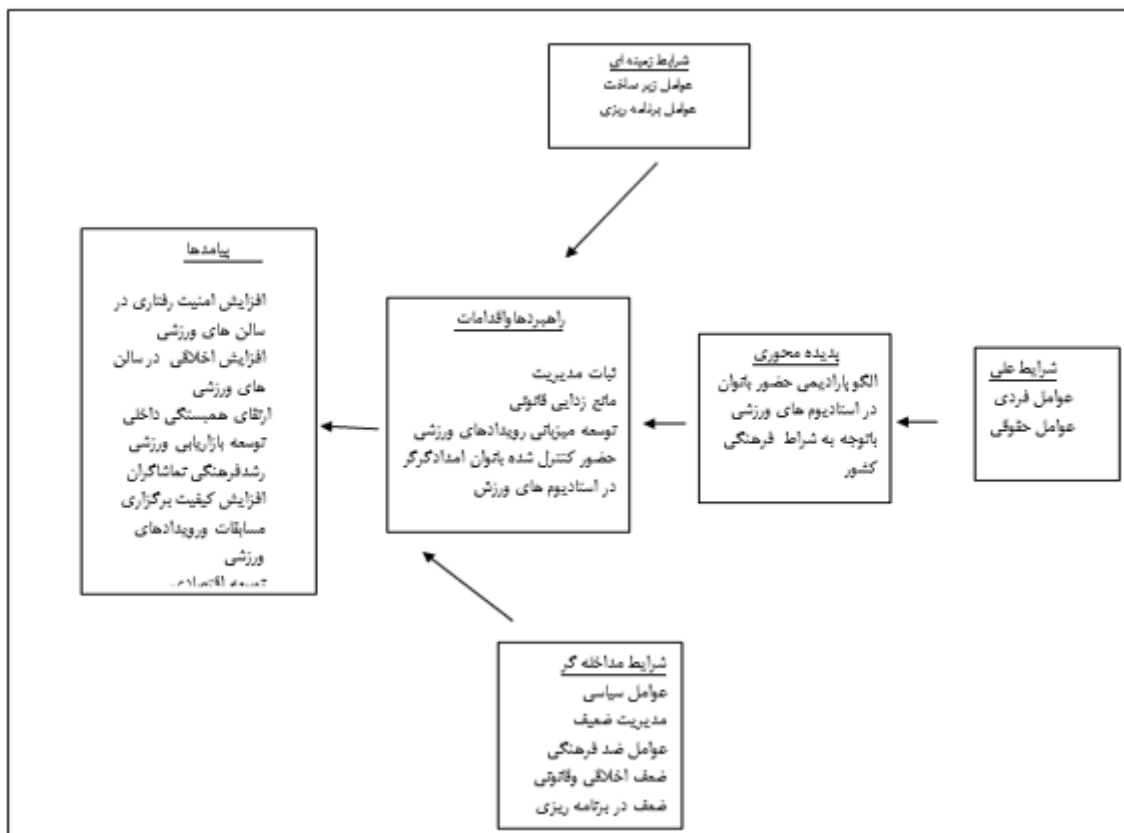 شرایط زمینه ای
عوامل زیر ساخت
عوامل برنامه ریزی
شرایط علی
عوامل فردی
عوامل حقوقی
پدیده محوری
الگو پارادیمی حضور بانوان
در استادیوم های ورزشی
باتوجه به شراط فرهنگی
کشور
راهبردهاواقدامات
ثبات مدیریت
مانع زدایی قانونی
توسعه میزبانی رویدادهای ورزشی
حضور کنترل شده بانوان امدادگرگر
در استادیوم های ورزش
پیامدها
افزایش امنیت رفتاری در
سالن های ورزشی
افزایش اخلاقی در سالن
های ورزشی
ارتقای همبستگی داخلی
توسعه بازاریابی ورزشی
رشدفرهنگی تماشاگران
افزایش کیفیت برگزاری
مسابقات ورویدادهای
ورزشی
توسعه اقتصادی
شرایط مداخله گر
عوامل سیاسی
مدیریت ضعیف
عوامل ضد فرهنگی
ضعف اخلاقی وقانونی
ضعف در برنامه ریزی